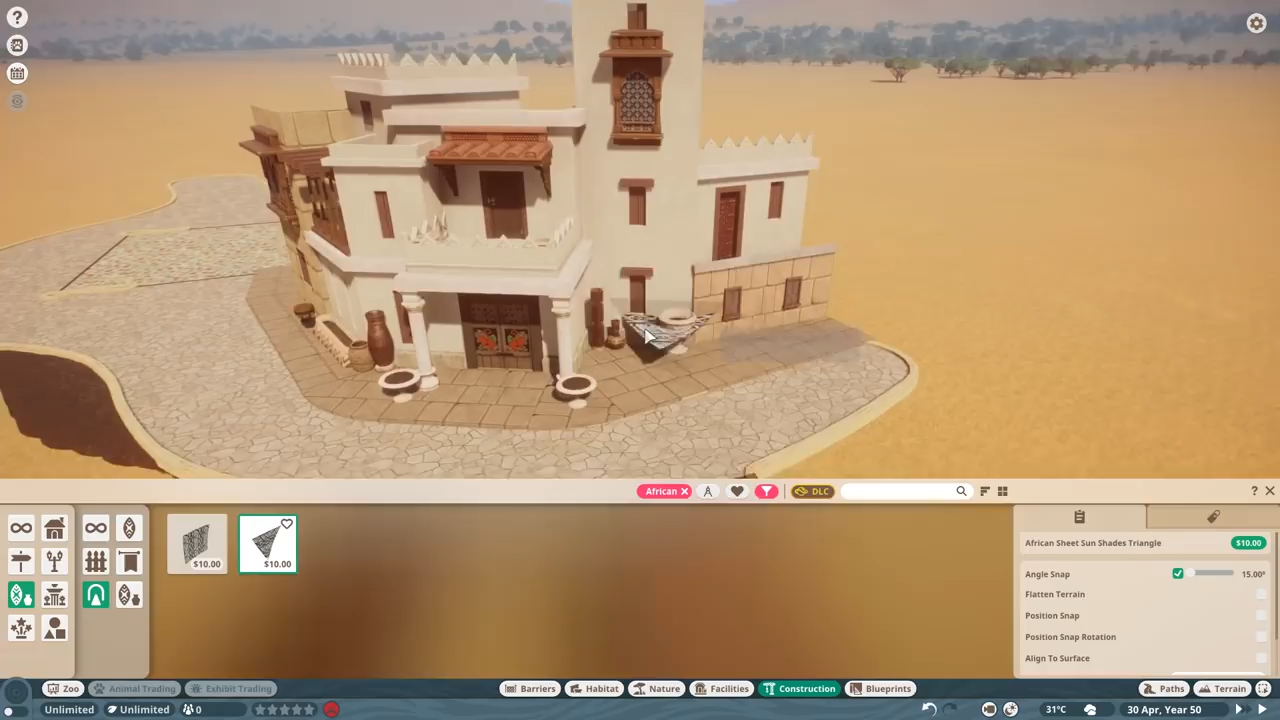 ?
African ✕
DLC
? ✕
$10.00
$10.00
African Sheet Sun Shades Triangle
$10.00
Angle Snap
15.00°
Flatten Terrain
Position Snap
Position Snap Rotation
Align To Surface
Zoo
Animal Trading
Exhibit Trading
Barriers
Habitat
Nature
Facilities
Construction
Blueprints
Paths
Terrain
Unlimited
Unlimited
0
31°C
30 Apr, Year 50